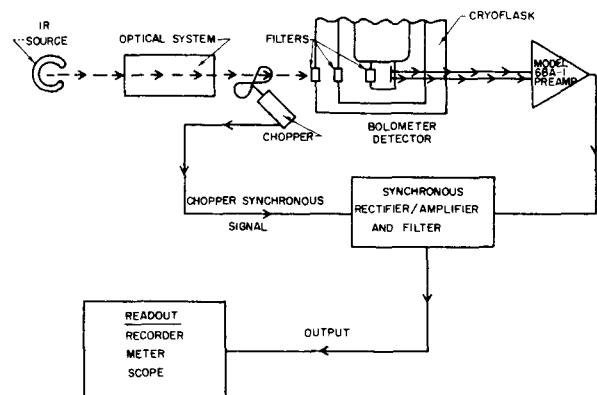 IR
SOURCE
OPTICAL SYSTEM
FILTERS
CRYOFLASK
MODEL
68A-1
PREAMP
CHOPPER
BOLOMETER
DETECTOR
CHOPPER SYNCHRONOUS
SIGNAL
SYNCHRONOUS
RECTIFIER/AMPLIFIER
AND FILTER
OUTPUT
READOUT
RECORDER
METER
SCOPE